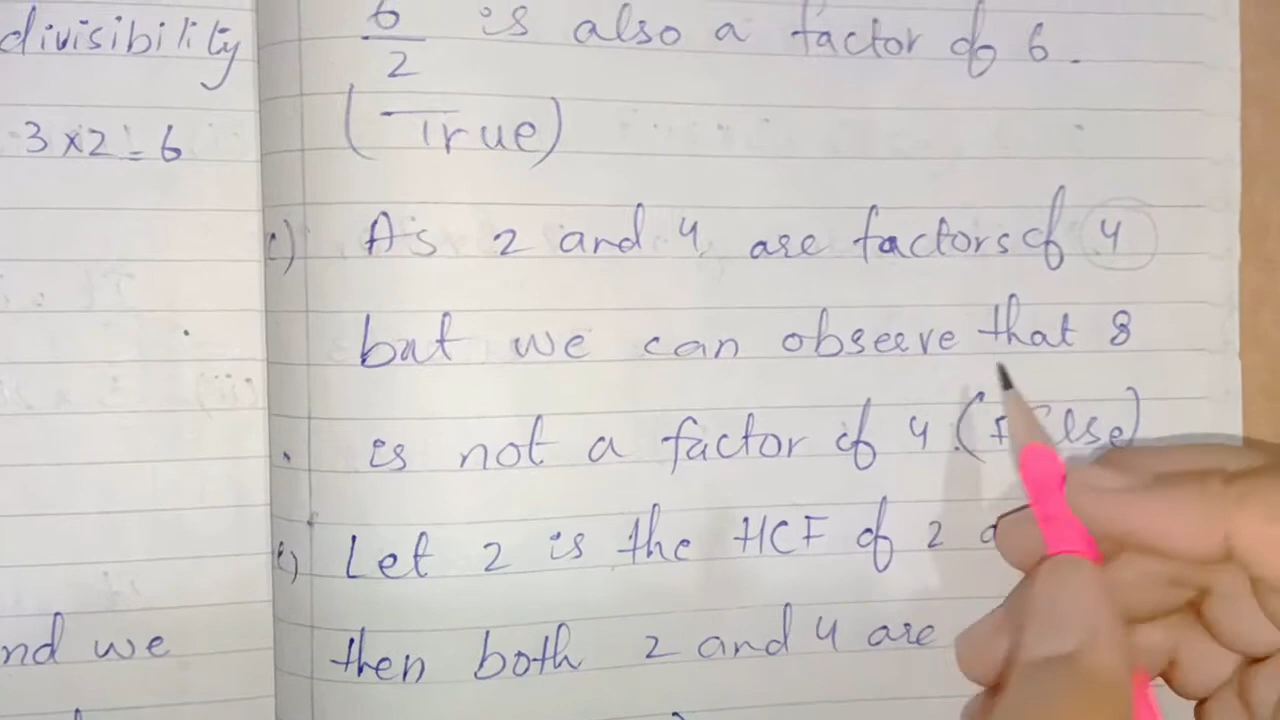 divisibility
3 x 2 = 6
nd we
6/2 is also a factor of 6.
(True)
c) As 2 and 4 are factors of 4
but we can observe that 8
is not a factor of 4. (False)
Let 2 is the HCF of 2
then both 2 and 4 are